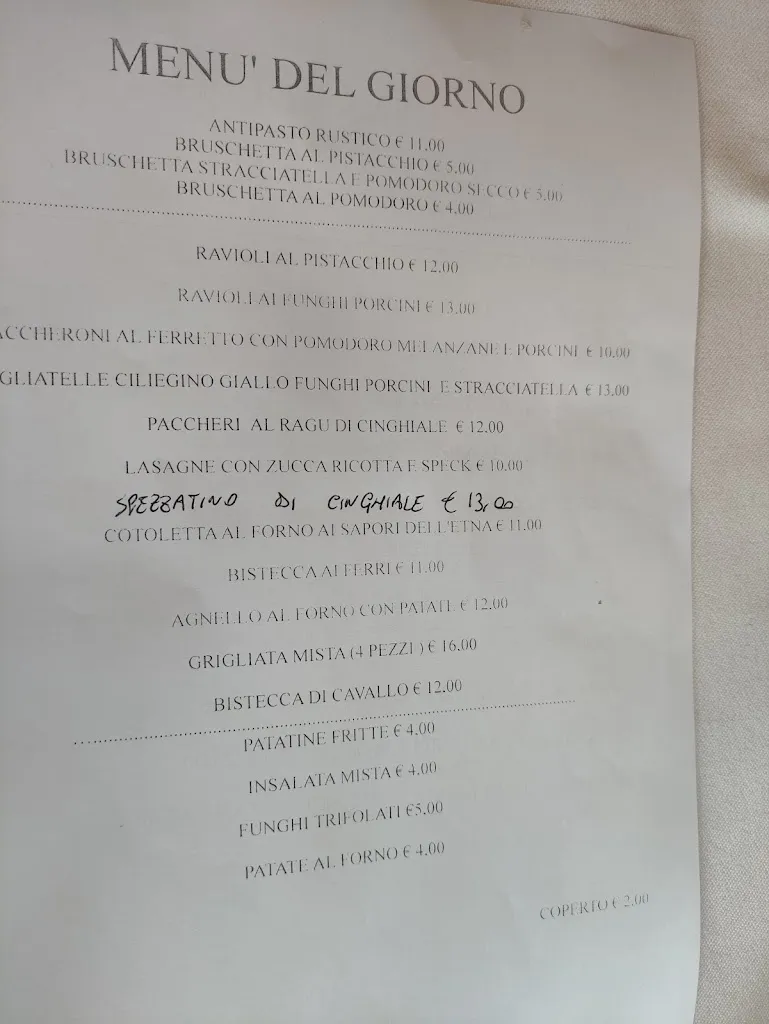 MENU' DEL GIORNO
ANTIPASTO RUSTICO € 11.00
BRUSCHETTA AL PISTACCHIO € 5.00
BRUSCHETTA STRACCIATELLA E POMODORO SECCO € 5.00
BRUSCHETTA AL POMODORO € 4.00
RAVIOLI AL PISTACCHIO € 12.00
RAVIOLI AI FUNGHI PORCINI € 13.00
ACCHERONI AL FERRETTO CON POMODORO MELANZANE E PORCINI € 10.00
GLIATELLE CILIEGINO GIALLO FUNGHI PORCINI E STRACCIATELLA € 13.00
PACCHERI AL RAGU DI CINGHIALE € 12.00
LASAGNE CON ZUCCA RICOTTA E SPECK € 10.00
SPEZZATINO DI CINGHIALE € 13,00
COTOLETTA AL FORNO AI SAPORI DELL'ETNA € 11.00
BISTECCA AI FERRI € 11.00
AGNELLO AL FORNO CON PATATE € 12.00
GRIGLIATA MISTA (4 PEZZI ) € 16.00
BISTECCA DI CAVALLO € 12.00
PATATINE FRITTE € 4.00
INSALATA MISTA € 4.00
FUNGHI TRIFOLATI €5.00
PATATE AL FORNO € 4.00
COPERTO € 2.00